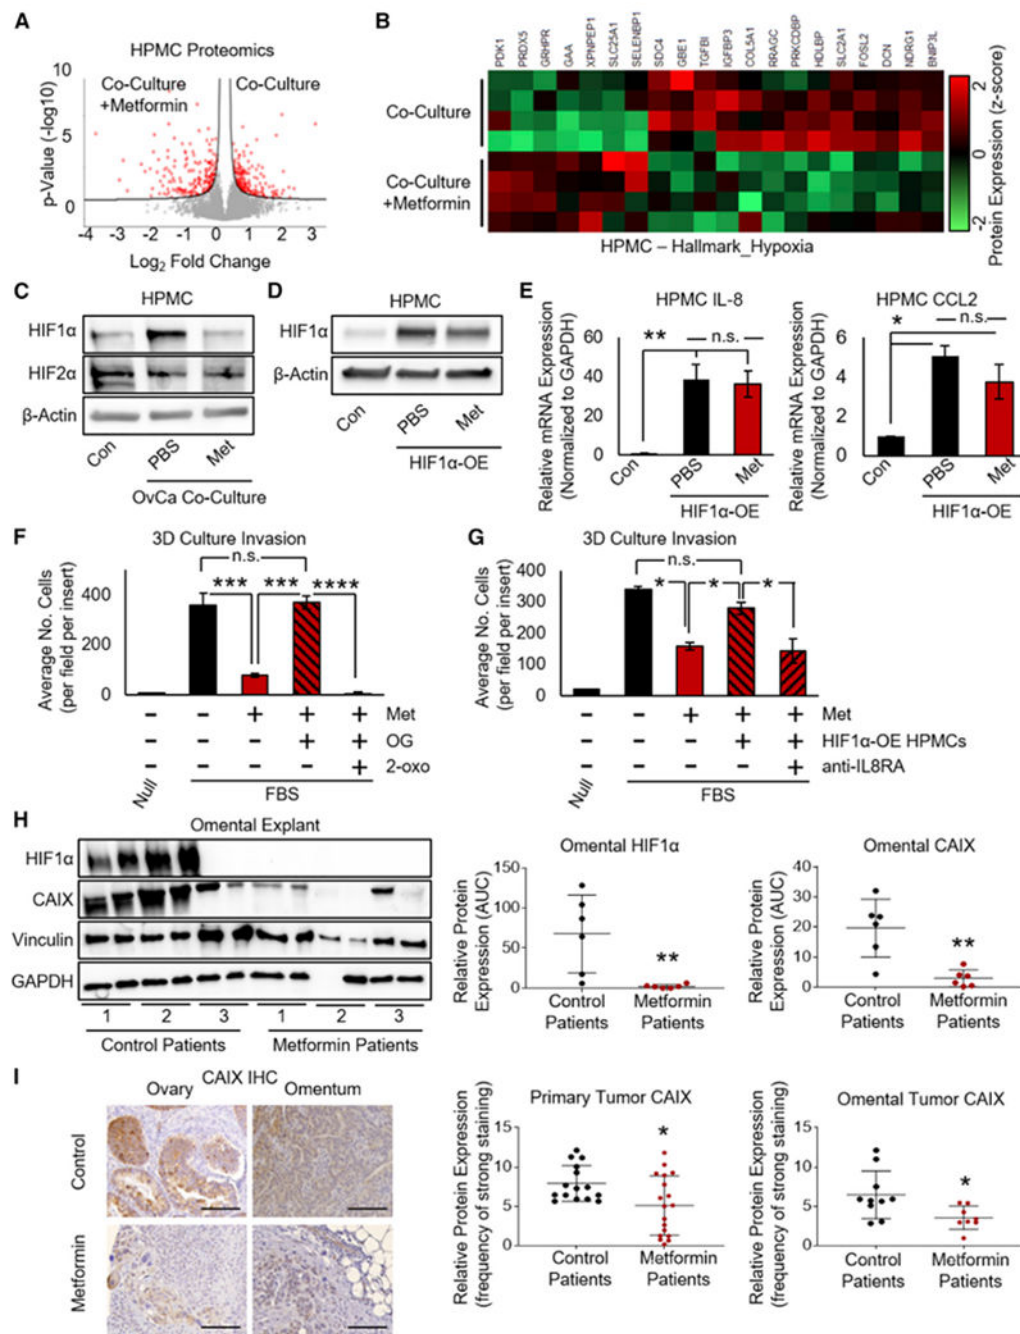 A
HPMC Proteomics
Co-Culture
+Metformin
Co-Culture
p-Value (-log10)
10
5
0
-4 -3 -2 -1 0 1 2 3
Log2 Fold Change
B
PDK1 PRDX5 GRHPR GAA XPNPEP1 SLC25A1 SELENBP1 SDC4 GBE1 TGFBI IGFBP3 COL5A1 RRAGC PRKCDBP HDLBP SLC2A1 FOSL2 DCN NDRG1 BNIP3L
Co-Culture
Co-Culture
+Metformin
HPMC – Hallmark_Hypoxia
2
0
-2
Protein Expression (z-score)
C
HPMC
HIF1α
HIF2α
β-Actin
Con PBS Met
OvCa Co-Culture
D
HPMC
HIF1α
β-Actin
Con PBS Met
HIF1α-OE
E
HPMC IL-8
Relative mRNA Expression
(Normalized to GAPDH)
60
40
20
0
** n.s.
Con PBS Met
HIF1α-OE
HPMC CCL2
Relative mRNA Expression
(Normalized to GAPDH)
6
4
2
0
* n.s.
Con PBS Met
HIF1α-OE
F
3D Culture Invasion
Average No. Cells
(per field per insert)
400
200
0
n.s.
*** *** ****
- - + + + Met
- - - + + OG
- - - - + 2-oxo
Null FBS
G
3D Culture Invasion
Average No. Cells
(per field per insert)
400
300
200
100
0
n.s.
* * *
- - + + + Met
- - - + + HIF1α-OE HPMCs
- - - - + anti-IL8RA
Null FBS
H
Omental Explant
HIF1α
CAIX
Vinculin
GAPDH
1 2 3 1 2 3
Control Patients Metformin Patients
Omental HIF1α
Relative Protein
Expression (AUC)
150
100
50
0
**
Control
Patients
Metformin
Patients
Omental CAIX
Relative Protein
Expression (AUC)
40
30
20
10
0
**
Control
Patients
Metformin
Patients
I
CAIX IHC
Ovary Omentum
Control
Metformin
Primary Tumor CAIX
Relative Protein Expression
(frequency of strong staining)
15
10
5
0
*
Control
Patients
Metformin
Patients
Omental Tumor CAIX
Relative Protein Expression
(frequency of strong staining)
15
10
5
0
*
Control
Patients
Metformin
Patients